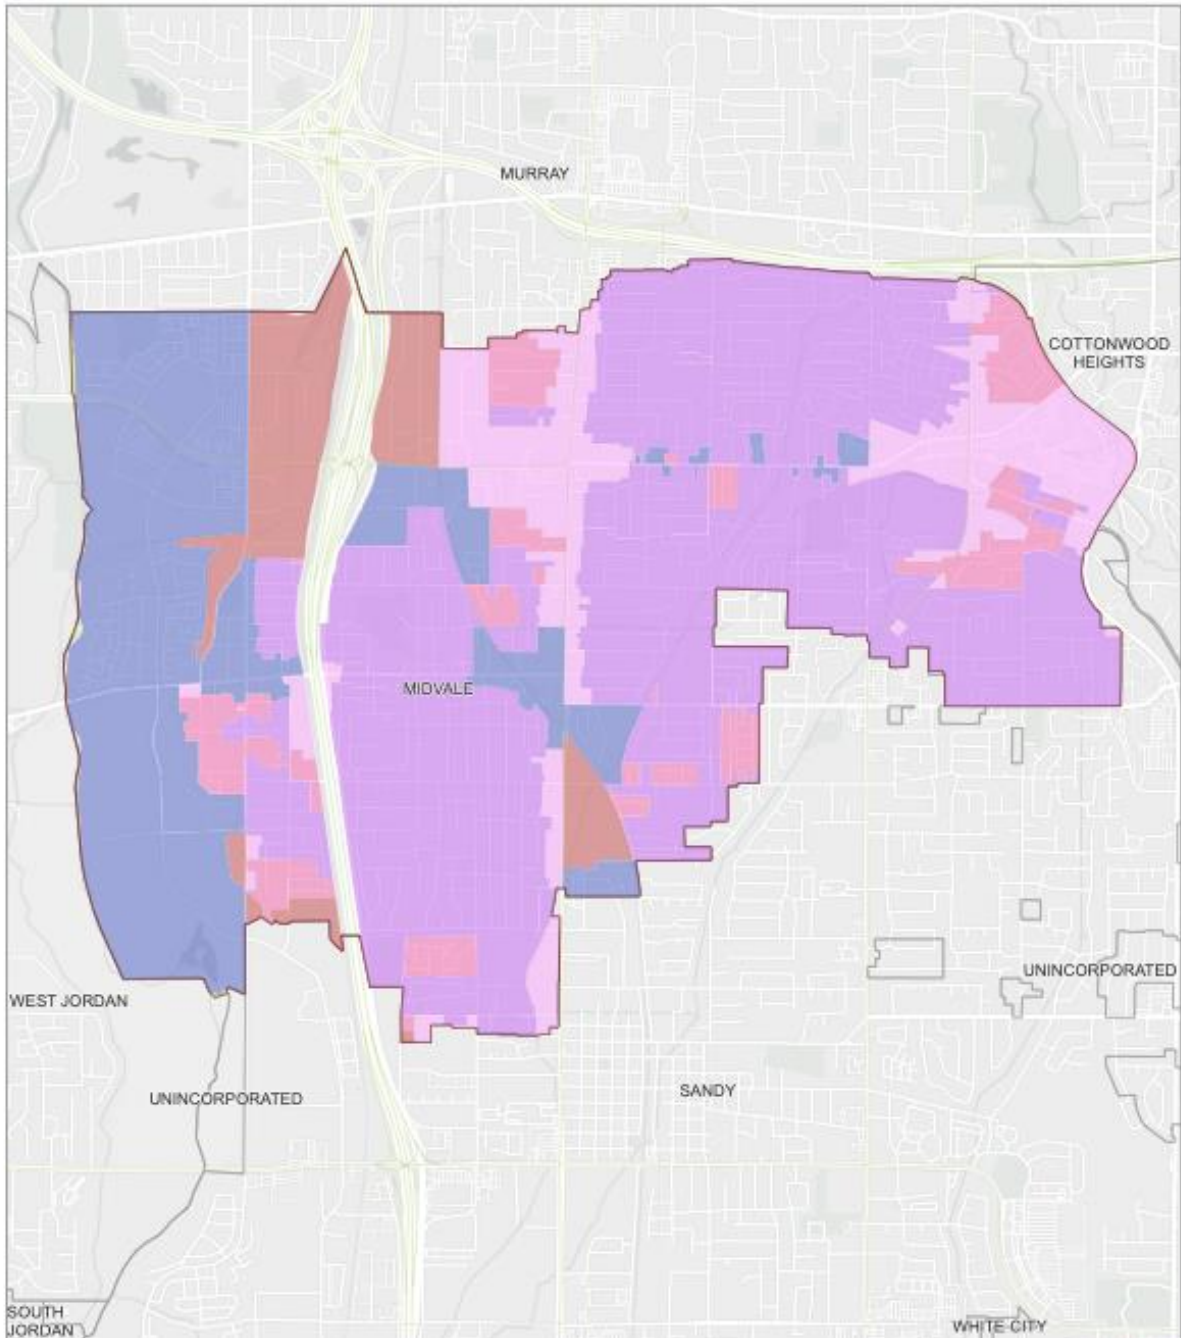 MURRAY
COTTONWOOD
HEIGHTS
MIDVALE
UNINCORPORATED
WEST JORDAN
SANDY
UNINCORPORATED
SOUTH
JORDAN
WHITE CITY